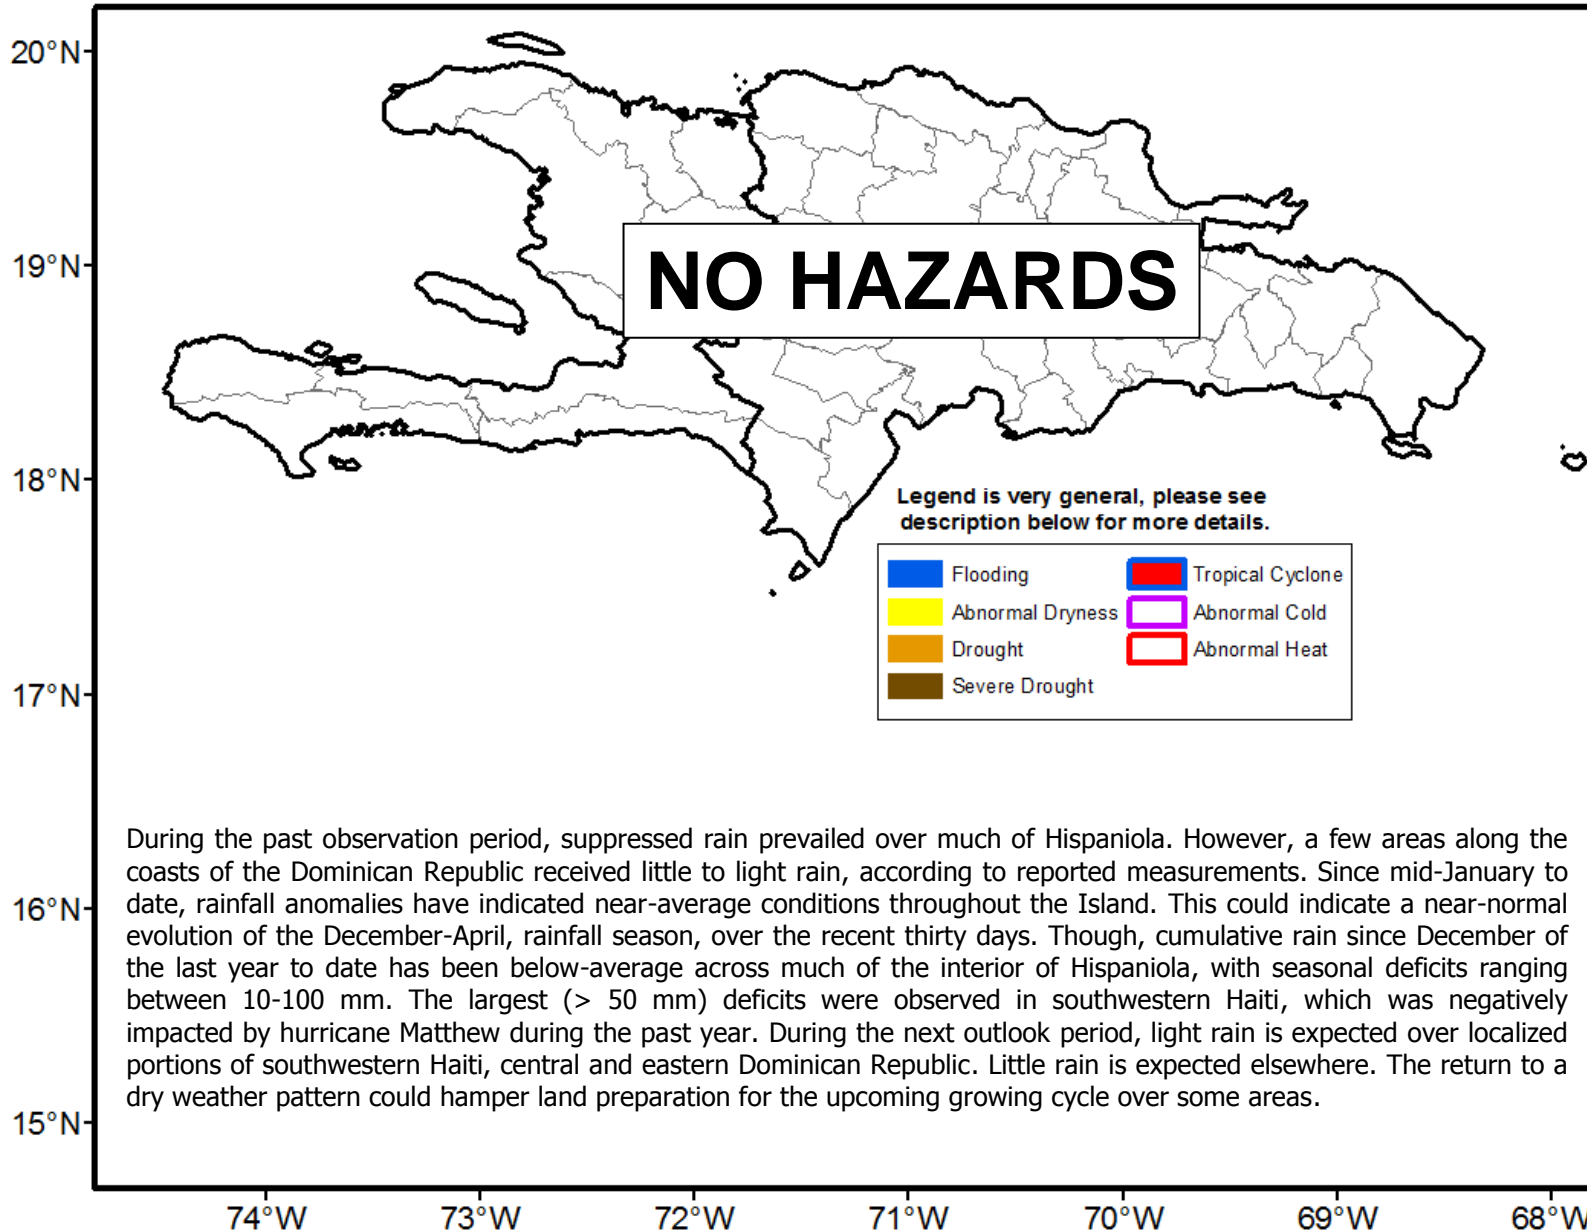 20°N
19°N
18°N
17°N
16°N
15°N
NO HAZARDS
Legend is very general, please see
description below for more details.
Flooding
Tropical Cyclone
Abnormal Dryness
Abnormal Cold
Drought
Abnormal Heat
Severe Drought
During the past observation period, suppressed rain prevailed over much of Hispaniola. However, a few areas along the
coasts of the Dominican Republic received little to light rain, according to reported measurements. Since mid-January to
date, rainfall anomalies have indicated near-average conditions throughout the Island. This could indicate a near-normal
evolution of the December-April, rainfall season, over the recent thirty days. Though, cumulative rain since December of
the last year to date has been below-average across much of the interior of Hispaniola, with seasonal deficits ranging
between 10-100 mm. The largest (> 50 mm) deficits were observed in southwestern Haiti, which was negatively
impacted by hurricane Matthew during the past year. During the next outlook period, light rain is expected over localized
portions of southwestern Haiti, central and eastern Dominican Republic. Little rain is expected elsewhere. The return to a
dry weather pattern could hamper land preparation for the upcoming growing cycle over some areas.
74°W 73°W 72°W 71°W 70°W 69°W 68°W